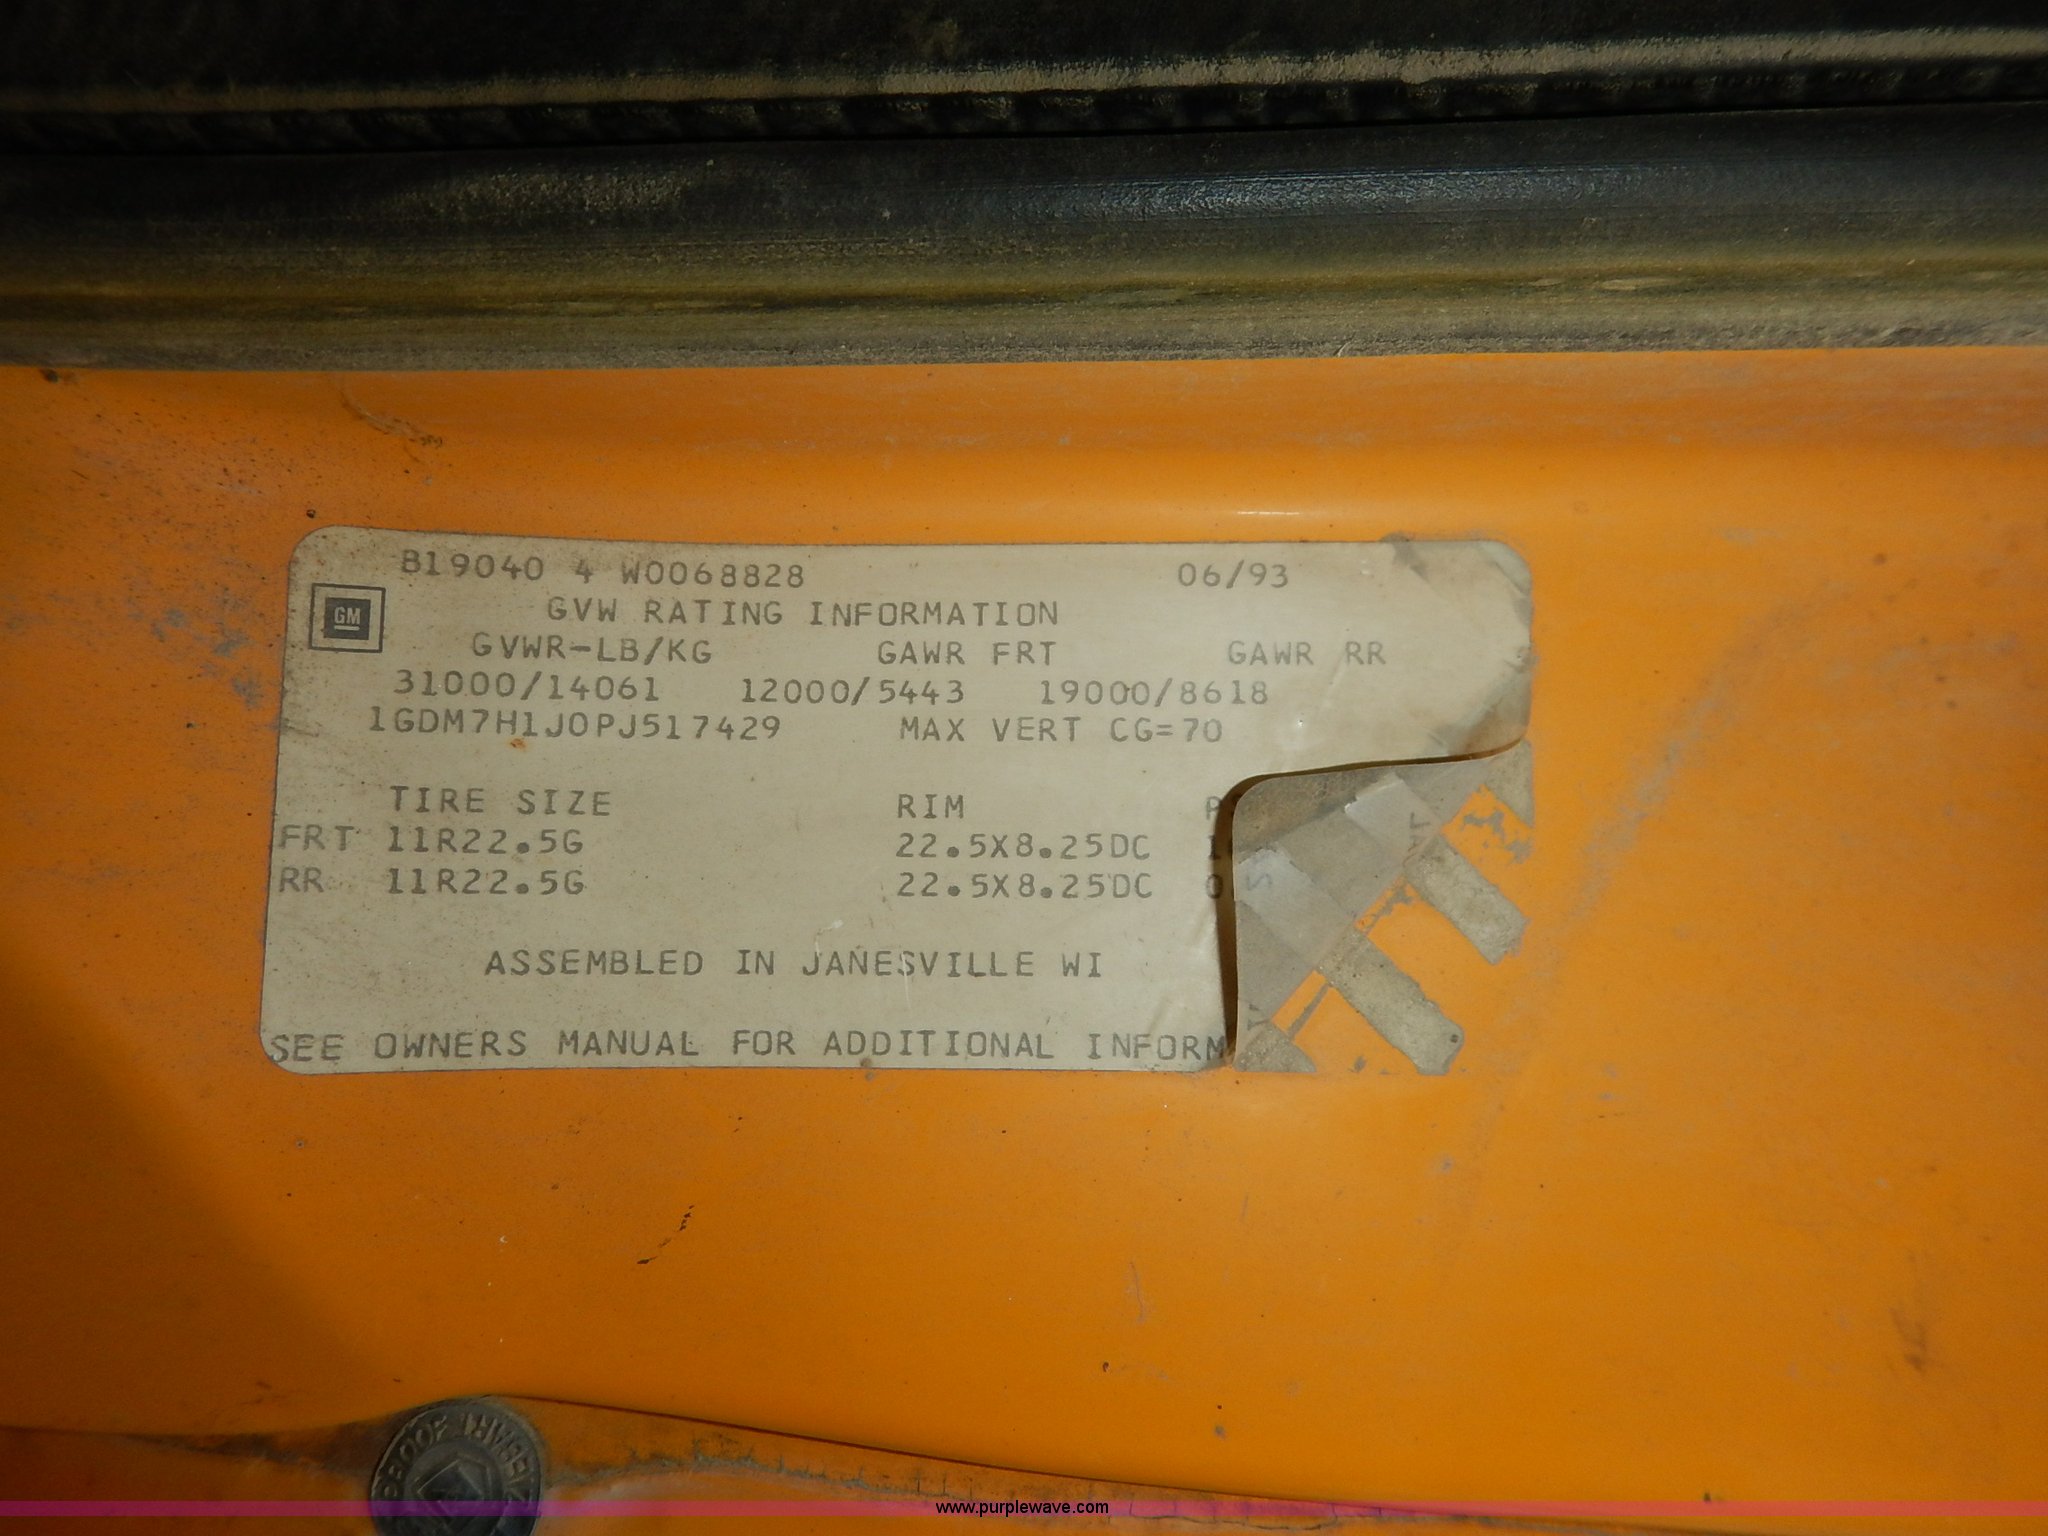 B19040 4 W0068828 06/93
GM
GVW RATING INFORMATION
GVWR-LB/KG GAWR FRT GAWR RR
31000/14061 12000/5443 19000/8618
1GDM7H1J0PJ517429 MAX VERT CG=70
TIRE SIZE RIM
FRT 11R22.5G 22.5X8.25DC
RR 11R22.5G 22.5X8.25DC
ASSEMBLED IN JANESVILLE WI
SEE OWNERS MANUAL FOR ADDITIONAL INFORM
www.purplewave.com